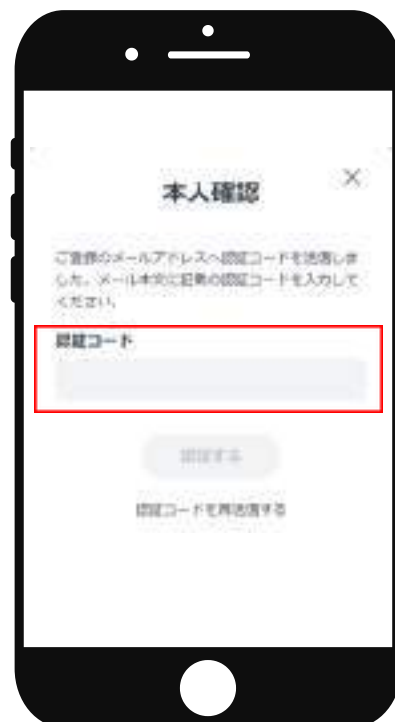 本人確認
ご登録のメールアドレスへ認証コードを送信しま
した。メール本文に記載の認証コードを入力して
ください。
認証コード
認証する
認証コードを再送信する